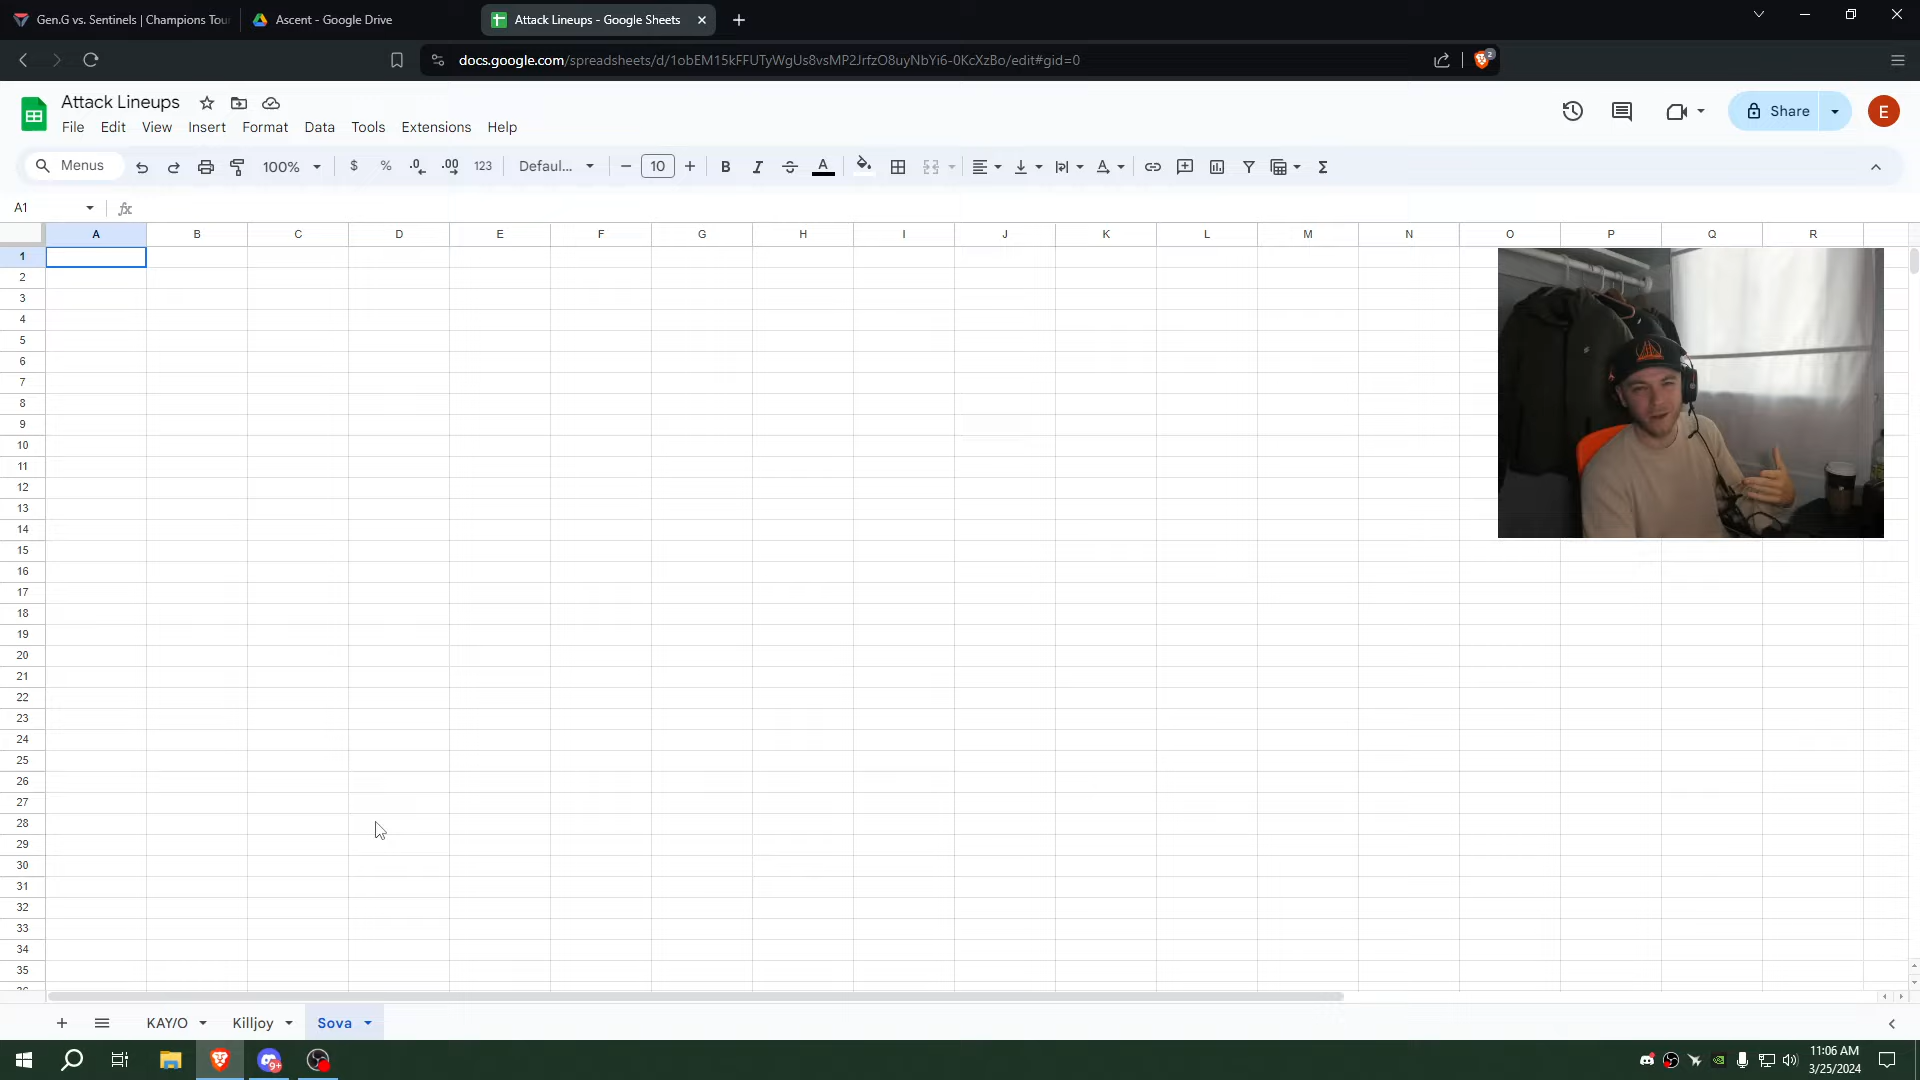 Gen.G vs. Sentinels | Champions Tou
Ascent - Google Drive
Attack Lineups - Google Sheets
docs.google.com/spreadsheets/d/1obEM15kFFUTyWgUs8vsMP2JrfzO8uyNbYi6-0KcXzBo/edit#gid=0
2
Attack Lineups
File Edit View Insert Format Data Tools Extensions Help
Share
E
Menus
100%
$ % .0 .00 123
Defaul...
10
B I A
A1
fx
A B C D E F G H I J K L M N O P Q R
1
2
3
4
5
6
7
8
9
10
11
12
13
14
15
16
17
18
19
20
21
22
23
24
25
26
27
28
29
30
31
32
33
34
35
KAY/O Killjoy Sova
9+
11:06 AM
3/25/2024